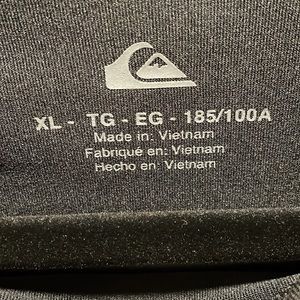 XL - TG - EG - 185/100A
Made in: Vietnam
Fabriqué en: Vietnam
Hecho en: Vietnam